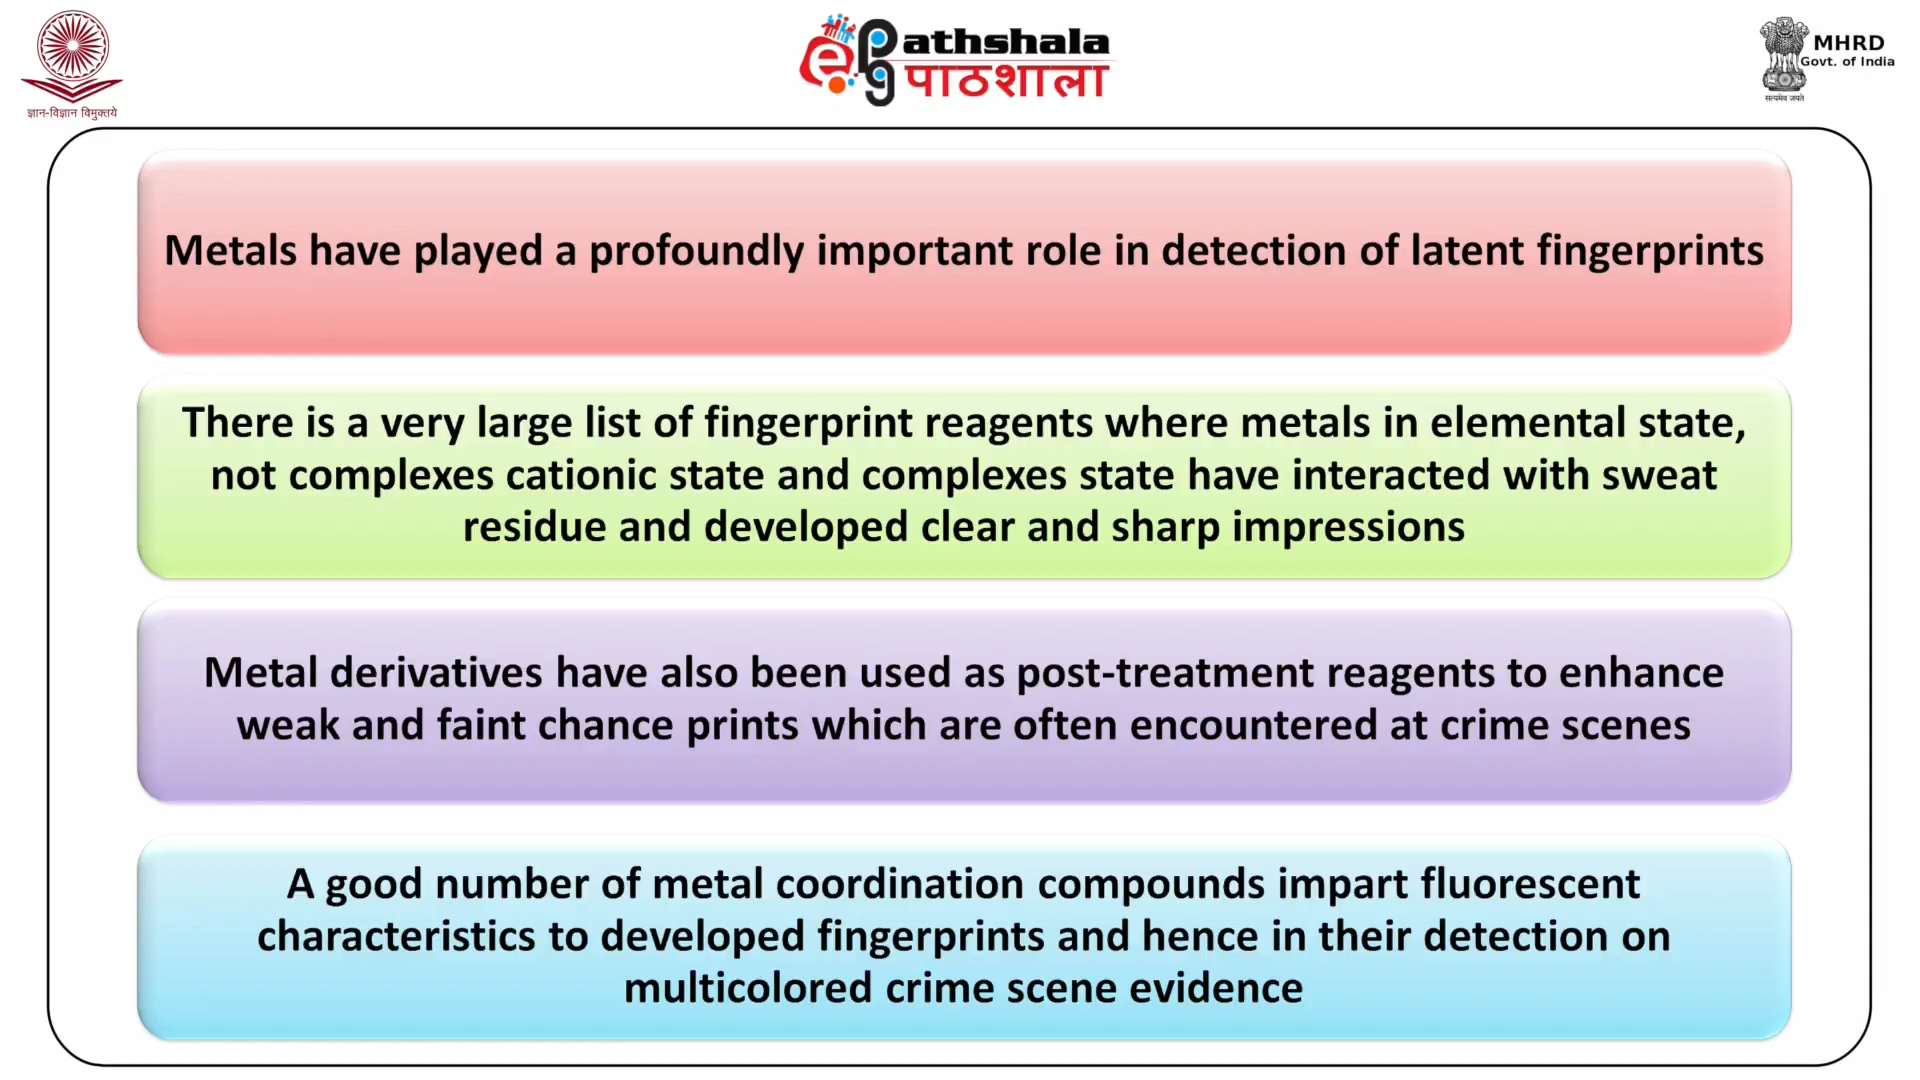 ज्ञान-विज्ञान विमुक्तये
ePg
athshala
पाठशाला
MHRD
Govt. of India
सत्यमेव जयते
Metals have played a profoundly important role in detection of latent fingerprints
There is a very large list of fingerprint reagents where metals in elemental state,
not complexes cationic state and complexes state have interacted with sweat
residue and developed clear and sharp impressions
Metal derivatives have also been used as post-treatment reagents to enhance
weak and faint chance prints which are often encountered at crime scenes
A good number of metal coordination compounds impart fluorescent
characteristics to developed fingerprints and hence in their detection on
multicolored crime scene evidence